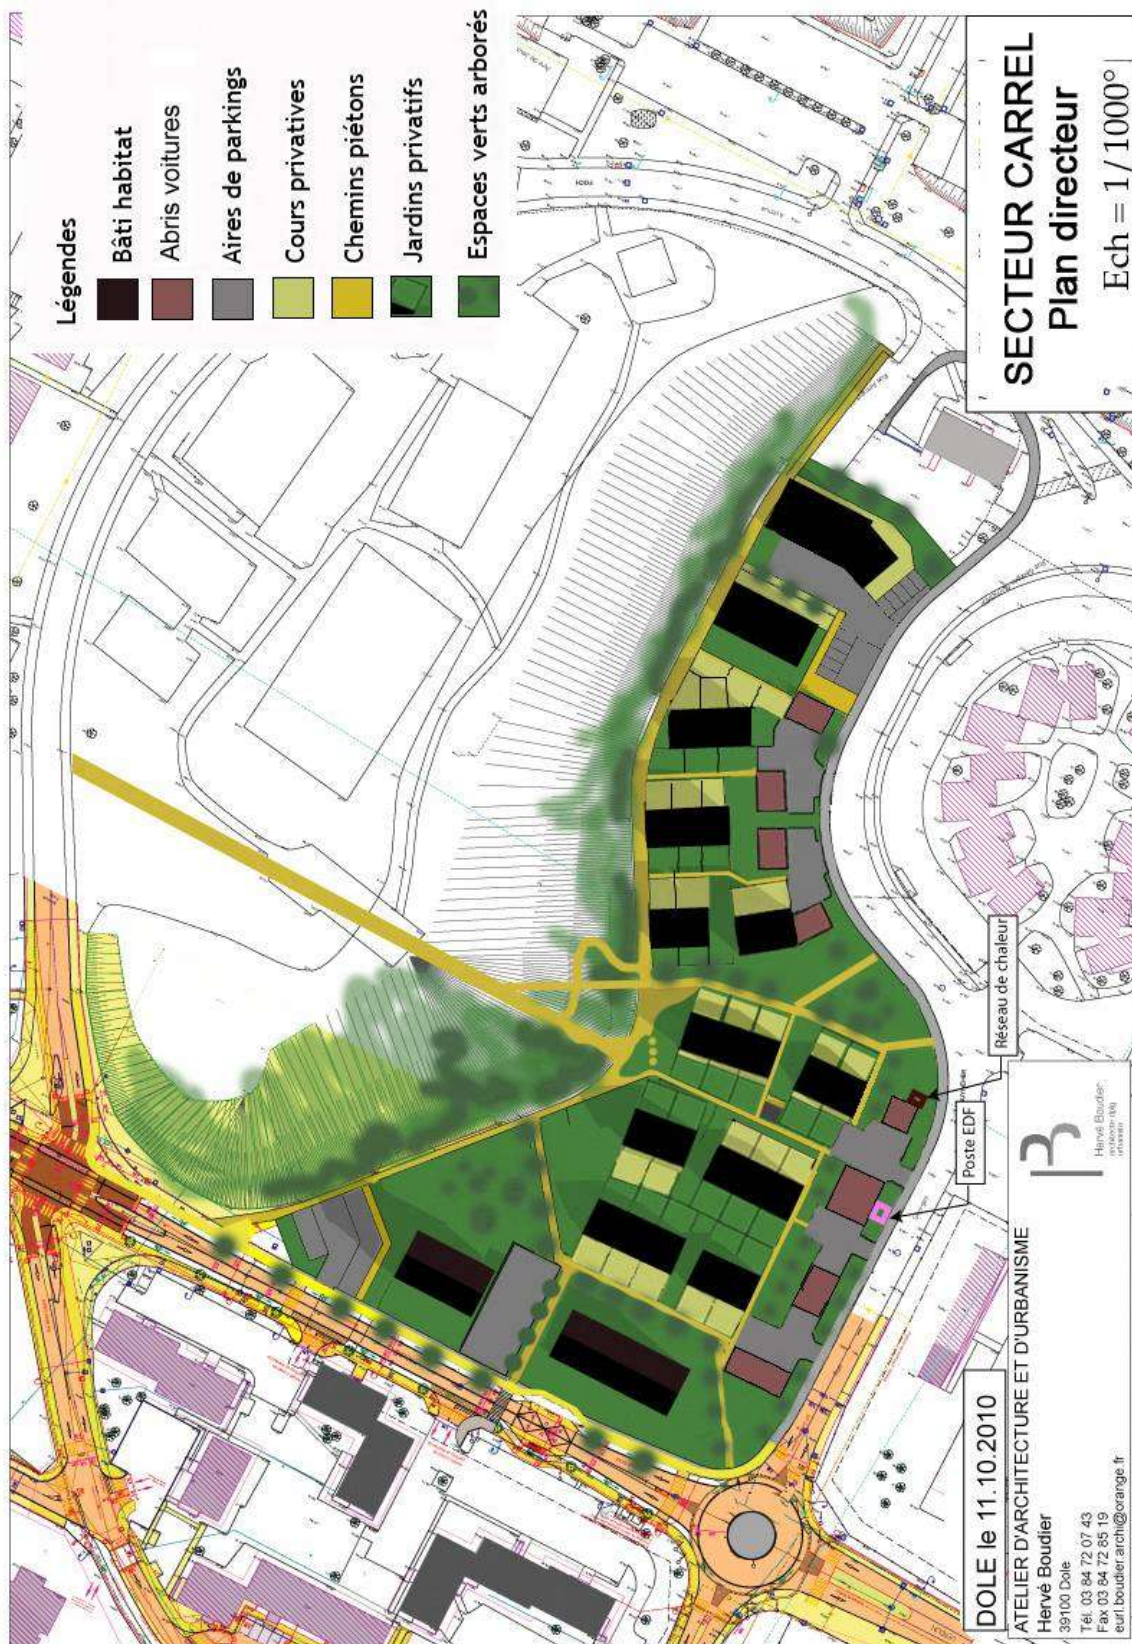 Légendes
Bâti habitat
Abris voitures
Aires de parkings
Cours privatives
Chemins piétons
Jardins privatifs
Espaces verts arborés
SECTEUR CARREL
Plan directeur
Ech = 1/1000°
Réseau de chaleur
Poste EDF
DOLE le 11.10.2010
ATELIER D'ARCHITECTURE ET D'URBANISME
Hervé Boudier
39100 Dole
Tél. 03 84 72 07 43
Fax 03 84 72 85 19
eurl.boudier.archi@orange.fr
Hervé Boudier
architecte dplg
urbaniste